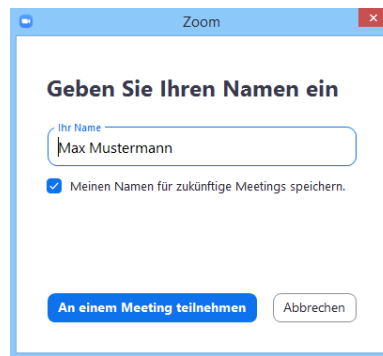 Zoom
Geben Sie Ihren Namen ein
Ihr Name
Max Mustermann
Meinen Namen für zukünftige Meetings speichern.
An einem Meeting teilnehmen
Abbrechen